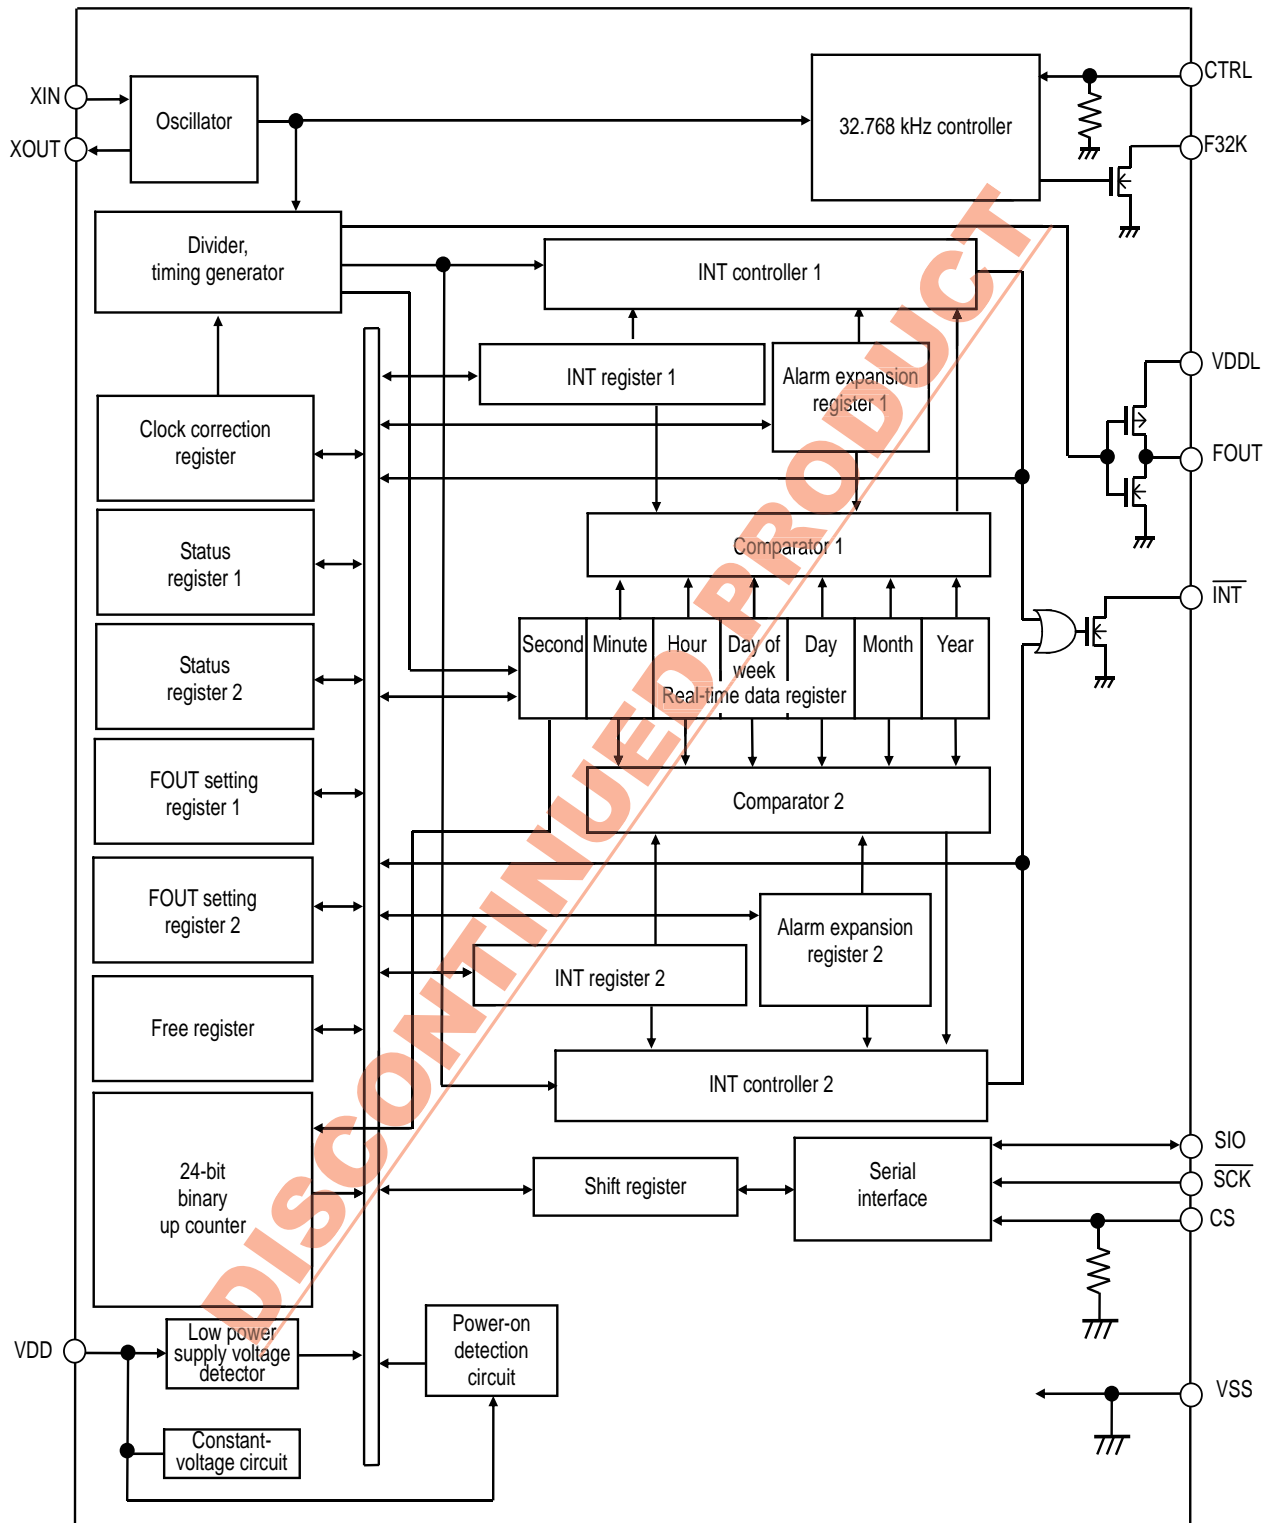 CTRL
XIN
Oscillator
32.768 kHz controller
XOUT
F32K
Divider,
timing generator
INT controller 1
VDDL
INT register 1
Alarm expansion
register 1
Clock correction
register
FOUT
Comparator 1
Status
register 1
INT
Second
Minute
Hour
Day of
week
Day
Month
Year
Real-time data register
Status
register 2
FOUT setting
register 1
Comparator 2
FOUT setting
register 2
Alarm expansion
register 2
INT register 2
Free register
INT controller 2
SIO
24-bit
binary
up counter
Shift register
Serial
interface
SCK
CS
VDD
Low power
supply voltage
detector
Power-on
detection
circuit
VSS
Constant-
voltage circuit
DISCONTINUED PRODUCT